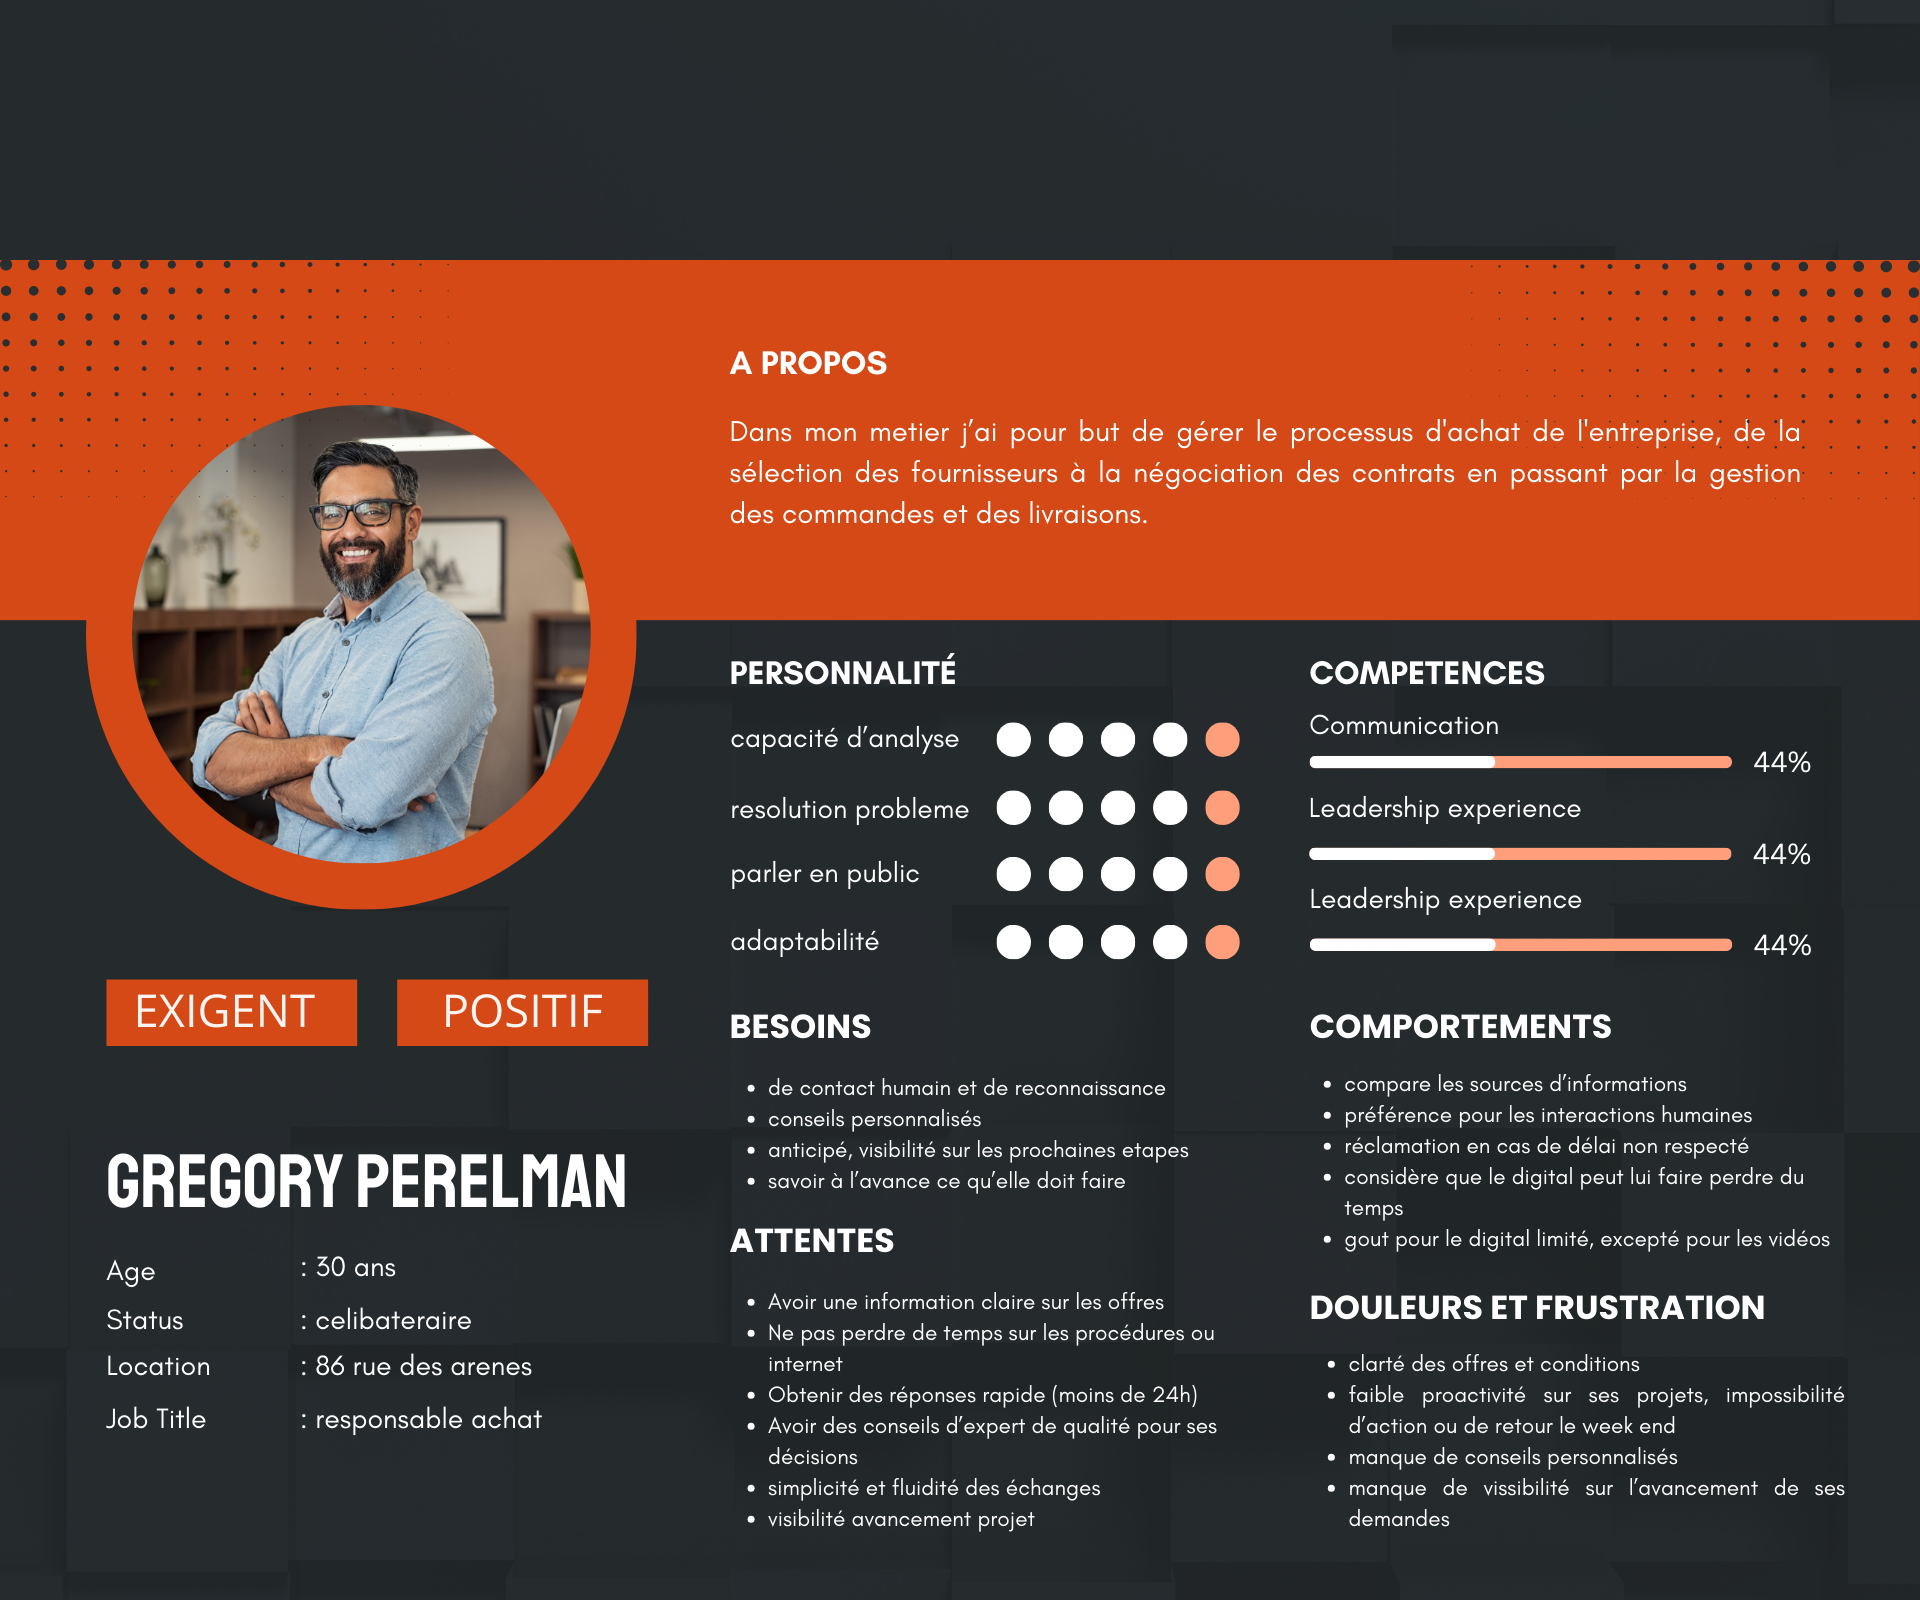 A PROPOS
Dans mon metier j’ai pour but de gérer le processus d'achat de l'entreprise, de la
sélection des fournisseurs à la négociation des contrats en passant par la gestion
des commandes et des livraisons.
EXIGENT
POSITIF
GREGORY PERELMAN
Age : 30 ans
Status : celibateraire
Location : 86 rue des arenes
Job Title : responsable achat
PERSONNALITÉ
capacité d’analyse
resolution probleme
parler en public
adaptabilité
COMPETENCES
Communication
44%
Leadership experience
44%
Leadership experience
44%
BESOINS
• de contact humain et de reconnaissance
• conseils personnalisés
• anticipé, visibilité sur les prochaines etapes
• savoir à l’avance ce qu’elle doit faire
ATTENTES
• Avoir une information claire sur les offres
• Ne pas perdre de temps sur les procédures ou
internet
• Obtenir des réponses rapide (moins de 24h)
• Avoir des conseils d’expert de qualité pour ses
décisions
• simplicité et fluidité des échanges
• visibilité avancement projet
COMPORTEMENTS
• compare les sources d’informations
• préférence pour les interactions humaines
• réclamation en cas de délai non respecté
• considère que le digital peut lui faire perdre du
temps
• gout pour le digital limité, excepté pour les vidéos
DOULEURS ET FRUSTRATION
• clarté des offres et conditions
• faible proactivité sur ses projets, impossibilité
d’action ou de retour le week end
• manque de conseils personnalisés
• manque de vissibilité sur l’avancement de ses
demandes